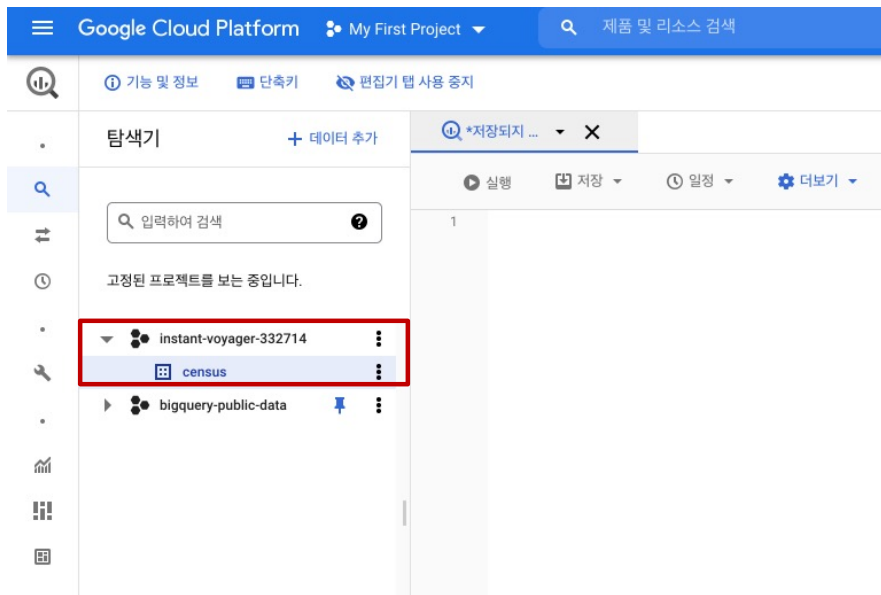 Google Cloud Platform My First Project 제품 및 리소스 검색
기능 및 정보 단축키 편집기 탭 사용 중지
탐색기 + 데이터 추가
*저장되지 ...
실행 저장 일정 더보기
입력하여 검색
1
고정된 프로젝트를 보는 중입니다.
instant-voyager-332714
census
bigquery-public-data